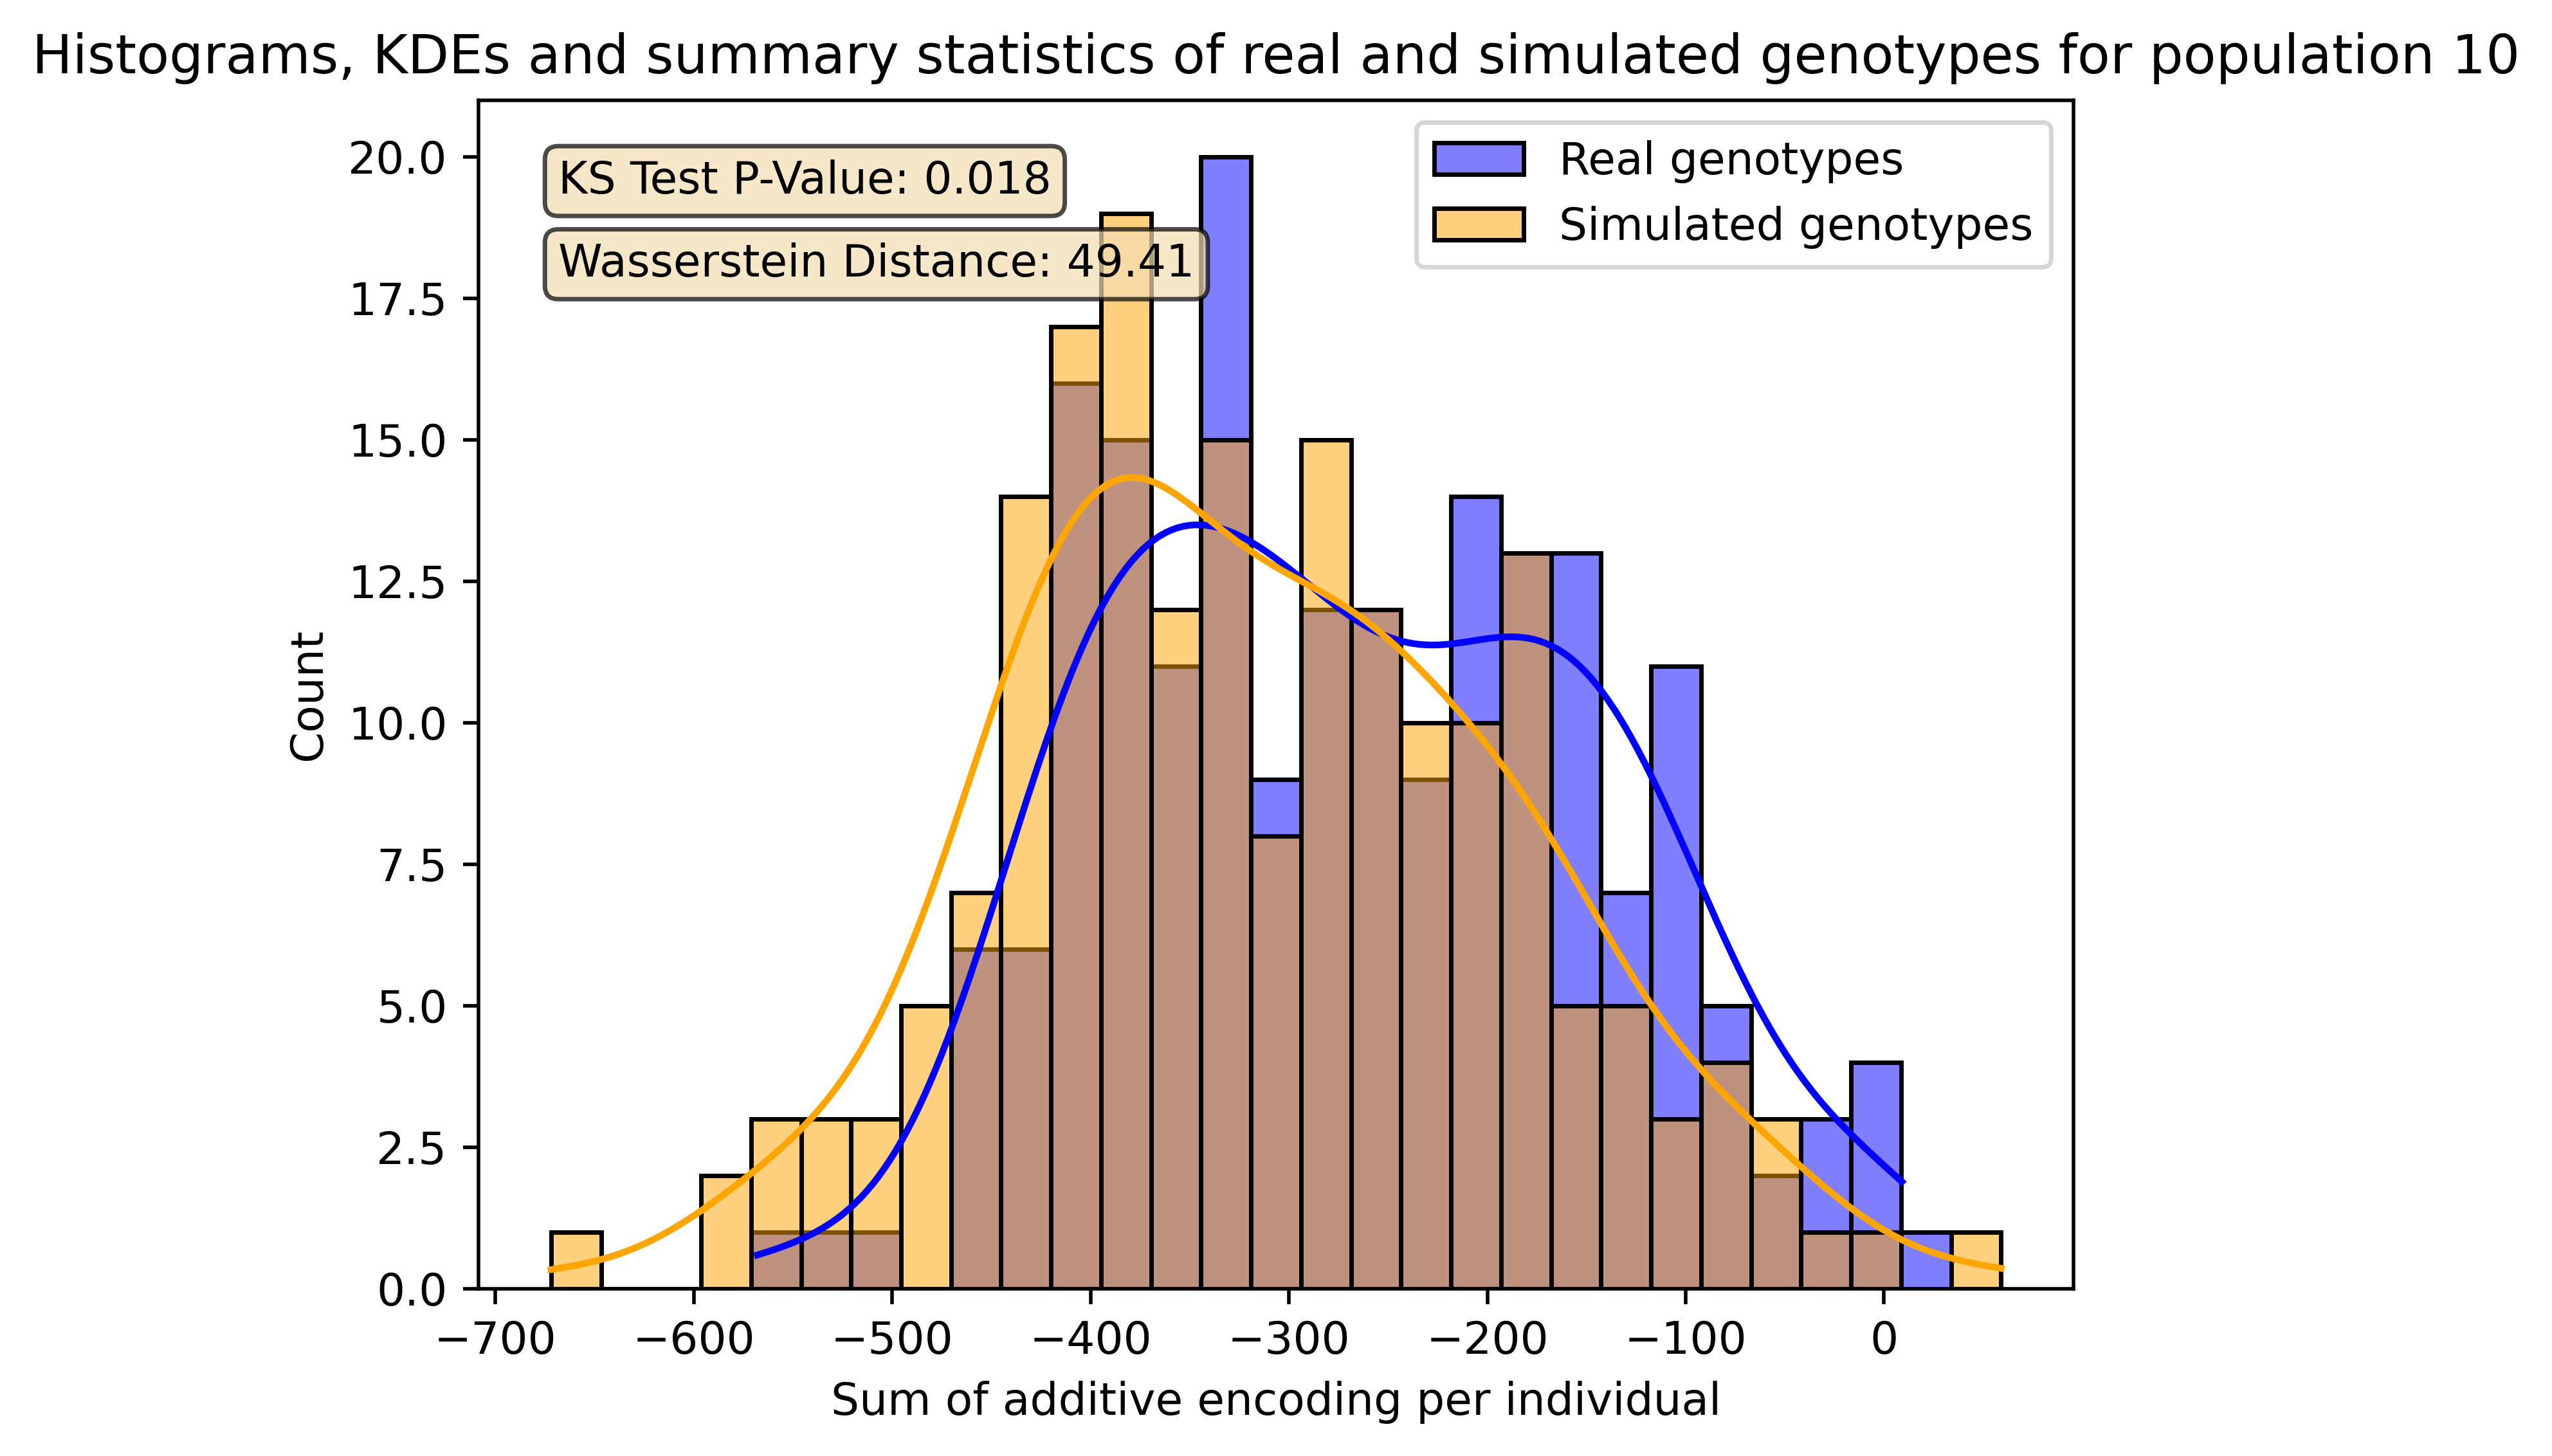 Histograms, KDEs and summary statistics of real and simulated genotypes for population 10
KS Test P-Value: 0.018
Wasserstein Distance: 49.41
Real genotypes
Simulated genotypes
20.0
17.5
15.0
12.5
10.0
7.5
5.0
2.5
0.0
Count
−700 −600 −500 −400 −300 −200 −100 0
Sum of additive encoding per individual